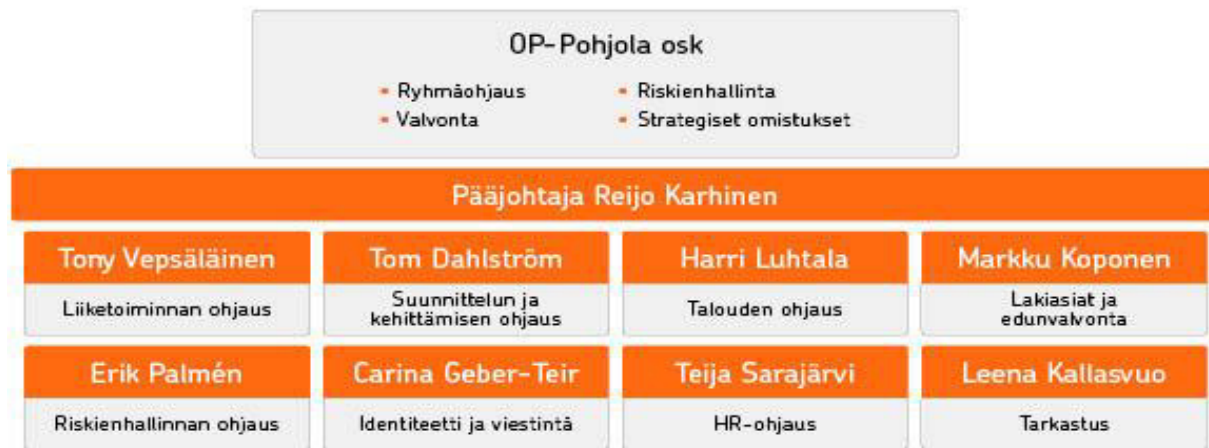 OP-Pohjola osk
Ryhmäohjaus
Valvonta
Riskienhallinta
Strategiset omistukset
Pääjohtaja Reijo Karhinen
Tony Vepsäläinen
Liiketoiminnan ohjaus
Tom Dahlström
Suunnittelun ja
kehittämisen ohjaus
Harri Luhtala
Talouden ohjaus
Markku Koponen
Lakiasiat ja
edunvalvonta
Erik Palmén
Riskienhallinnan ohjaus
Carina Geber-Teir
Identiteetti ja viestintä
Teija Sarajärvi
HR-ohjaus
Leena Kallasvuo
Tarkastus